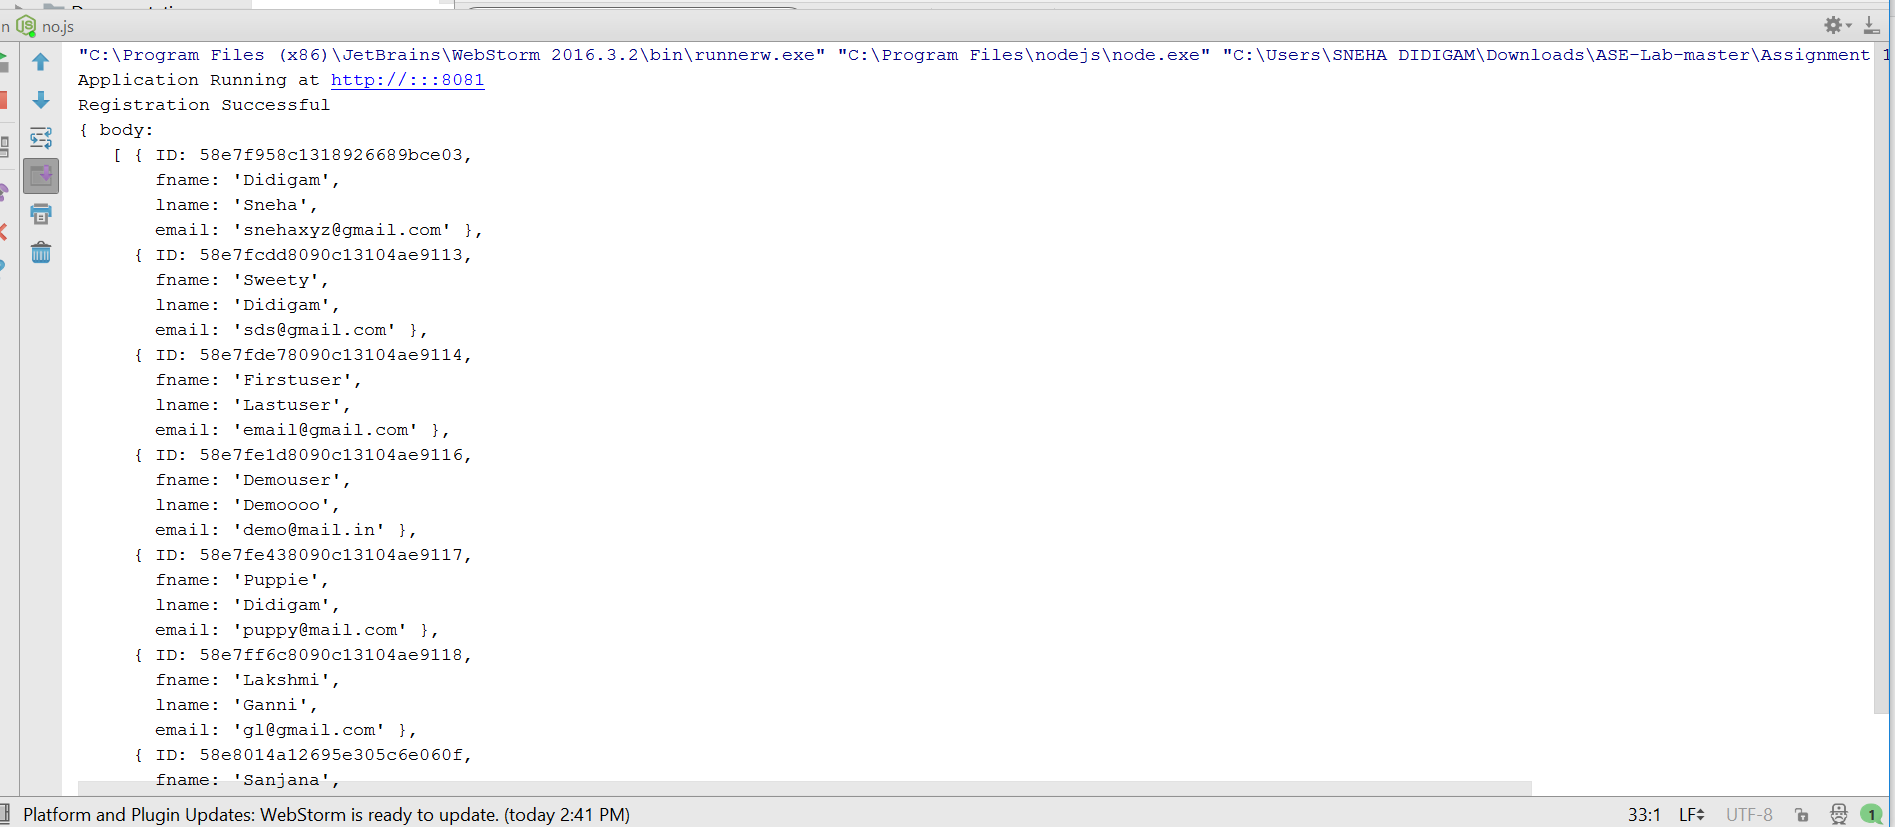 n no.js
"C:\Program Files (x86)\JetBrains\WebStorm 2016.3.2\bin\runnerw.exe" "C:\Program Files\nodejs\node.exe" "C:\Users\SNEHA DIDIGAM\Downloads\ASE-Lab-master\Assignment 1
Application Running at http://:::8081
Registration Successful
{ body:
[ { ID: 58e7f958c1318926689bce03,
fname: 'Didigam',
lname: 'Sneha',
email: 'snehaxyz@gmail.com' },
{ ID: 58e7fcdd8090c13104ae9113,
fname: 'Sweety',
lname: 'Didigam',
email: 'sds@gmail.com' },
{ ID: 58e7fde78090c13104ae9114,
fname: 'Firstuser',
lname: 'Lastuser',
email: 'email@gmail.com' },
{ ID: 58e7fe1d8090c13104ae9116,
fname: 'Demouser',
lname: 'Demoooo',
email: 'demo@mail.in' },
{ ID: 58e7fe438090c13104ae9117,
fname: 'Puppie',
lname: 'Didigam',
email: 'puppy@mail.com' },
{ ID: 58e7ff6c8090c13104ae9118,
fname: 'Lakshmi',
lname: 'Ganni',
email: 'gl@gmail.com' },
{ ID: 58e8014a12695e305c6e060f,
fname: 'Sanjana',
Platform and Plugin Updates: WebStorm is ready to update. (today 2:41 PM) 33:1 LF UTF-8 1